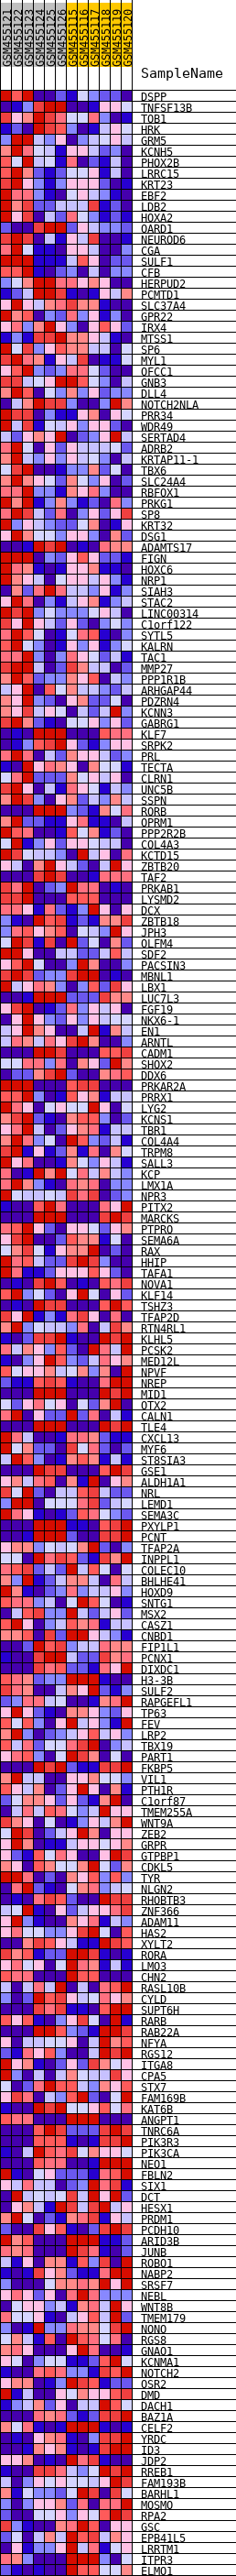 GSM455121
GSM455122
GSM455123
GSM455124
GSM455125
GSM455126
GSM455115
GSM455116
GSM455117
GSM455118
GSM455119
GSM455120
SampleName
DSPP
TNFSF13B
TOB1
HRK
GRM5
KCNH5
PHOX2B
LRRC15
KRT23
EBF2
LDB2
HOXA2
OARD1
NEUROD6
CGA
SULF1
CFB
HERPUD2
PCMTD1
SLC37A4
GPR22
IRX4
MTSS1
SP6
MYL1
OFCC1
GNB3
DLL4
NOTCH2NLA
PRR34
WDR49
SERTAD4
ADRB2
KRTAP11-1
TBX6
SLC24A4
RBFOX1
PRKG1
SP8
KRT32
DSG1
ADAMTS17
FIGN
HOXC6
NRP1
SIAH3
STAC2
LINC00314
C1orf122
SYTL5
KALRN
TAC1
MMP27
PPP1R1B
ARHGAP44
PDZRN4
KCNN3
GABRG1
KLF7
SRPK2
PRL
TECTA
CLRN1
UNC5B
SSPN
RORB
OPRM1
PPP2R2B
COL4A3
KCTD15
ZBTB20
TAF2
PRKAB1
LYSMD2
DCX
ZBTB18
JPH3
OLFM4
SDF2
PACSIN3
MBNL1
LBX1
LUC7L3
FGF19
NKX6-1
EN1
ARNTL
CADM1
SHOX2
DDX6
PRKAR2A
PRRX1
LYG2
KCNS1
TBR1
COL4A4
TRPM8
SALL3
KCP
LMX1A
NPR3
PITX2
MARCKS
PTPRO
SEMA6A
RAX
HHIP
TAFA1
NOVA1
KLF14
TSHZ3
TFAP2D
RTN4RL1
KLHL5
PCSK2
MED12L
NPVF
NREP
MID1
OTX2
CALN1
TLE4
CXCL13
MYF6
ST8SIA3
GSE1
ALDH1A1
NRL
LEMD1
SEMA3C
PXYLP1
PCNT
TFAP2A
INPPL1
COLEC10
BHLHE41
HOXD9
SNTG1
MSX2
CASZ1
CNBD1
FIP1L1
PCNX1
DIXDC1
H3-3B
SULF2
RAPGEFL1
TP63
FEV
LRP2
TBX19
PART1
FKBP5
VIL1
PTH1R
C1orf87
TMEM255A
WNT9A
ZEB2
GRPR
GTPBP1
CDKL5
TYR
NLGN2
RHOBTB3
ZNF366
ADAM11
HAS2
XYLT2
RORA
LMO3
CHN2
RASL10B
CYLD
SUPT6H
RARB
RAB22A
NFYA
RGS12
ITGA8
CPA5
STX7
FAM169B
KAT6B
ANGPT1
TNRC6A
PIK3R3
PIK3CA
NEO1
FBLN2
SIX1
DCT
HESX1
PRDM1
PCDH10
ARID3B
JUNB
ROBO1
NABP2
SRSF7
NEBL
WNT8B
TMEM179
NONO
RGS8
GNAO1
KCNMA1
NOTCH2
OSR2
DMD
DACH1
BAZ1A
CELF2
YRDC
ID3
JDP2
RREB1
FAM193B
BARHL1
MOSMO
RPA2
GSC
EPB41L5
LRRTM1
ITPR3
ELMO1